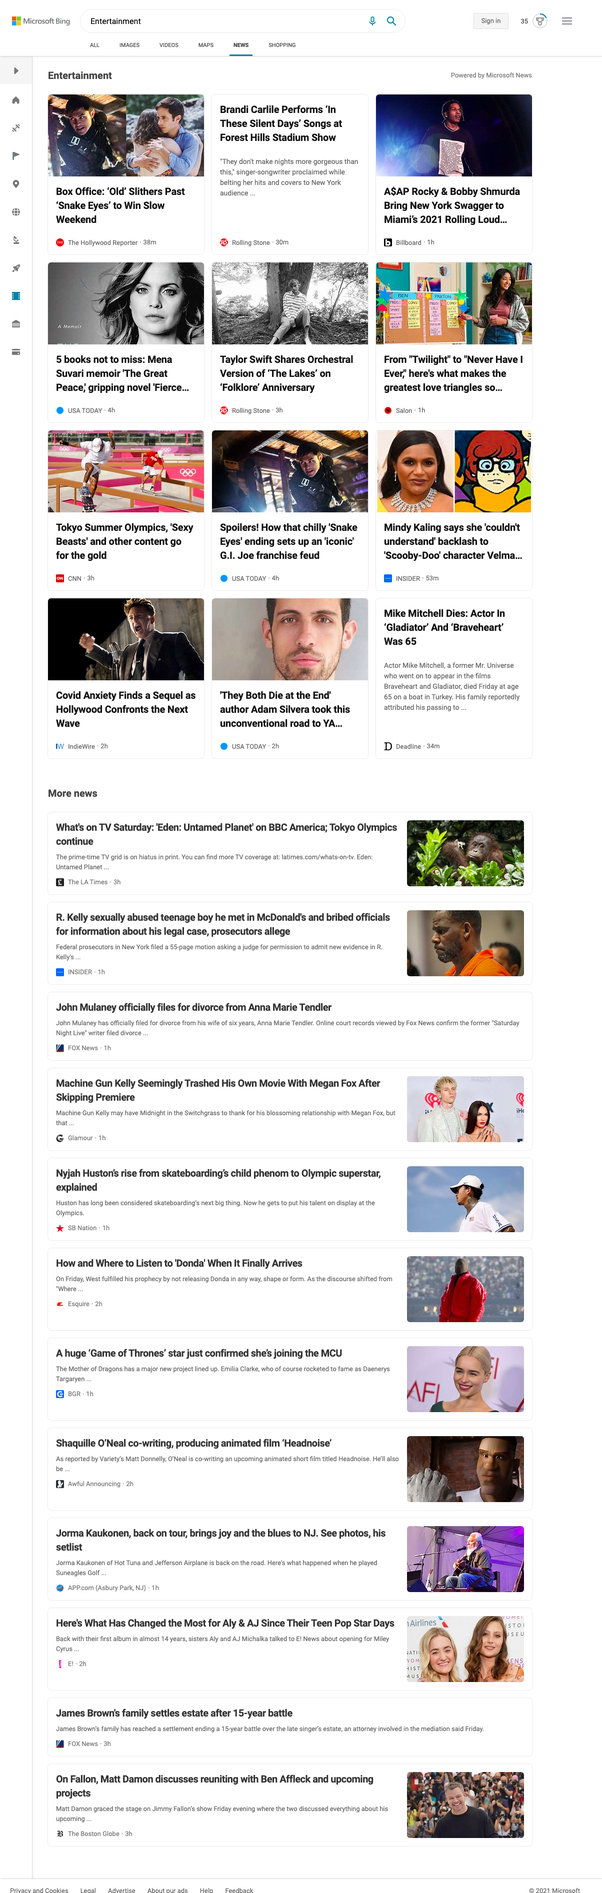 Microsoft Bing
Entertainment
Sign in
35
ALL IMAGES VIDEOS MAPS NEWS SHOPPING
Entertainment
Powered by Microsoft News
Box Office: ‘Old’ Slithers Past
‘Snake Eyes’ to Win Slow
Weekend
The Hollywood Reporter · 38m
Brandi Carlile Performs ‘In
These Silent Days’ Songs at
Forest Hills Stadium Show
"They don't make nights more gorgeous than
this," singer-songwriter proclaimed while
belting her hits and covers to New York
audience ...
Rolling Stone · 30m
A$AP Rocky & Bobby Shmurda
Bring New York Swagger to
Miami’s 2021 Rolling Loud...
Billboard · 1h
A Memoir
5 books not to miss: Mena
Suvari memoir 'The Great
Peace,' gripping novel 'Fierce...
USA TODAY · 4h
Taylor Swift Shares Orchestral
Version of ‘The Lakes’ on
‘Folklore’ Anniversary
Rolling Stone · 3h
BEN PAXTON
From "Twilight" to "Never Have I
Ever," here's what makes the
greatest love triangles so...
Salon · 1h
Tokyo Summer Olympics, 'Sexy
Beasts' and other content go
for the gold
CNN · 3h
Spoilers! How that chilly 'Snake
Eyes' ending sets up an 'iconic'
G.I. Joe franchise feud
USA TODAY · 4h
Mindy Kaling says she 'couldn't
understand' backlash to
'Scooby-Doo' character Velma...
INSIDER · 53m
Covid Anxiety Finds a Sequel as
Hollywood Confronts the Next
Wave
IW IndieWire · 2h
'They Both Die at the End'
author Adam Silvera took this
unconventional road to YA...
USA TODAY · 2h
Mike Mitchell Dies: Actor In
‘Gladiator’ And ‘Braveheart’
Was 65
Actor Mike Mitchell, a former Mr. Universe
who went on to appear in the films
Braveheart and Gladiator, died Friday at age
65 on a boat in Turkey. His family reportedly
attributed his passing to ...
Deadline · 34m
More news
What's on TV Saturday: 'Eden: Untamed Planet' on BBC America; Tokyo Olympics
continue
The prime-time TV grid is on hiatus in print. You can find more TV coverage at: latimes.com/whats-on-tv. Eden:
Untamed Planet ...
The LA Times · 3h
R. Kelly sexually abused teenage boy he met in McDonald's and bribed officials
for information about his legal case, prosecutors allege
Federal prosecutors in New York filed a 55-page motion asking a judge for permission to admit new evidence in R.
Kelly's ...
INSIDER · 1h
John Mulaney officially files for divorce from Anna Marie Tendler
John Mulaney has officially filed for divorce from his wife of six years, Anna Marie Tendler. Online court records viewed by Fox News confirm the former "Saturday
Night Live" writer filed divorce ...
FOX News · 1h
Machine Gun Kelly Seemingly Trashed His Own Movie With Megan Fox After
Skipping Premiere
Machine Gun Kelly may have Midnight in the Switchgrass to thank for his blossoming relationship with Megan Fox, but
that ...
Glamour · 1h
Nyjah Huston’s rise from skateboarding’s child phenom to Olympic superstar,
explained
Huston has long been considered skateboarding's next big thing. Now he gets to put his talent on display at the
Olympics.
SB Nation · 1h
How and Where to Listen to 'Donda' When It Finally Arrives
On Friday, West fulfilled his prophecy by not releasing Donda in any way, shape or form. As the discourse shifted from
"Where ...
Esquire · 2h
A huge ‘Game of Thrones’ star just confirmed she’s joining the MCU
The Mother of Dragons has a major new project lined up. Emilia Clarke, who of course rocketed to fame as Daenerys
Targaryen ...
BGR · 1h
AFI
Shaquille O’Neal co-writing, producing animated film ‘Headnoise’
As reported by Variety's Matt Donnelly, O'Neal is co-writing an upcoming animated short film titled Headnoise. He'll also
be ...
Awful Announcing · 2h
Jorma Kaukonen, back on tour, brings joy and the blues to NJ. See photos, his
setlist
Jorma Kaukonen of Hot Tuna and Jefferson Airplane is back on the road. Here's what happened when he played
Suneagles Golf ...
APP.com (Asbury Park, NJ) · 1h
Here's What Has Changed the Most for Aly & AJ Since Their Teen Pop Star Days
Back with their first album in almost 14 years, sisters Aly and AJ Michalka talked to E! News about opening for Miley
Cyrus ...
E! · 2h
Airlines
James Brown's family settles estate after 15-year battle
James Brown's family has reached a settlement ending a 15-year battle over the late singer's estate, an attorney involved in the mediation said Friday.
FOX News · 3h
On Fallon, Matt Damon discusses reuniting with Ben Affleck and upcoming
projects
Matt Damon graced the stage on Jimmy Fallon's show Friday evening where the two discussed everything about his
upcoming ...
The Boston Globe · 3h
Privacy and Cookies Legal Advertise About our ads Help Feedback
© 2021 Microsoft